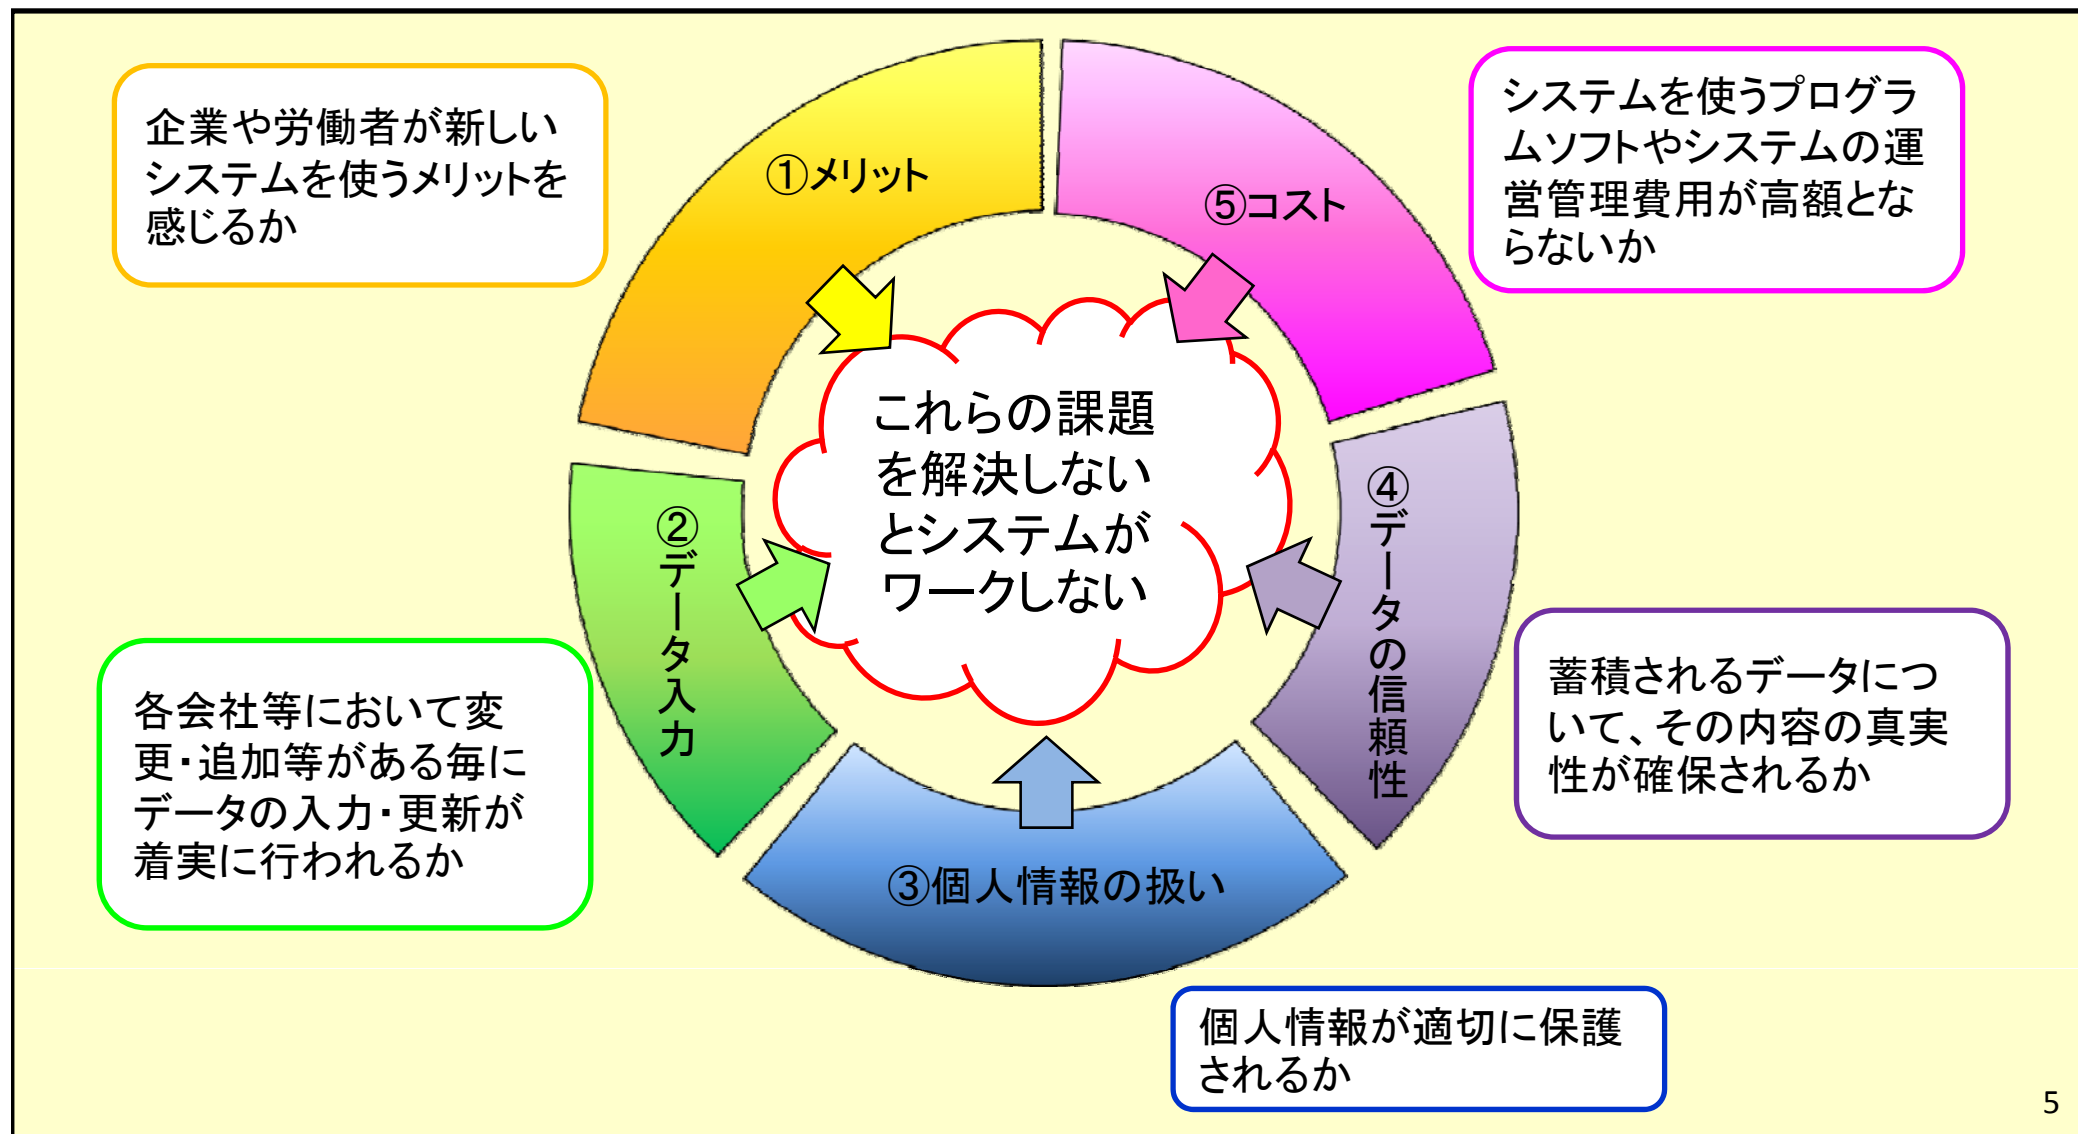 企業や労働者が新しい
システムを使うメリットを
感じるか
①メリット
⑤コスト
システムを使うプログラ
ムソフトやシステムの運
営管理費用が高額とな
らないか
これらの課題
を解決しない
とシステムが
ワークしない
②データ入力
④データの信頼性
各会社等において変
更・追加等がある毎に
データの入力・更新が
着実に行われるか
蓄積されるデータにつ
いて、その内容の真実
性が確保されるか
③個人情報の扱い
個人情報が適切に保護
されるか
5